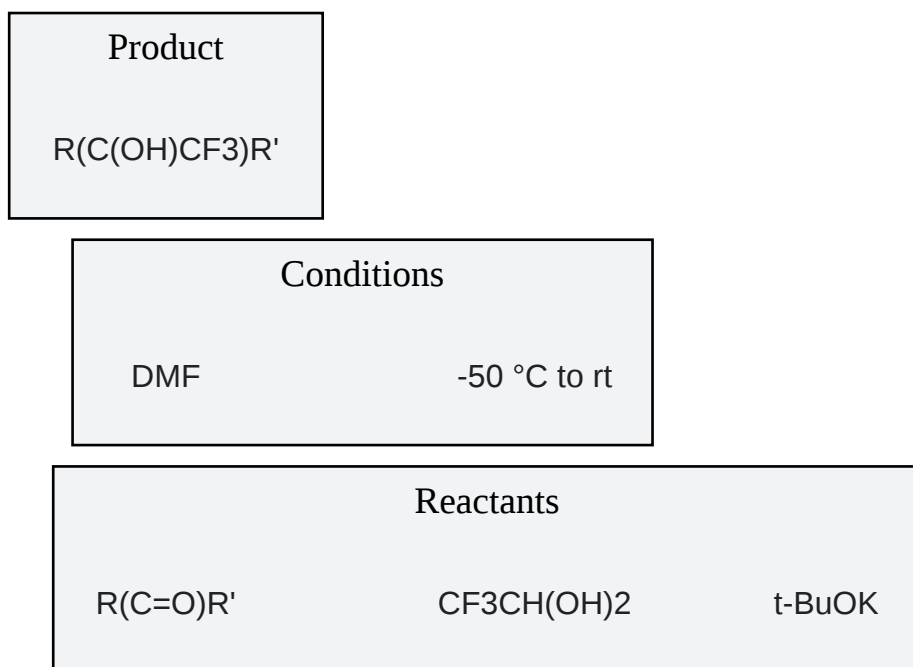 Product
R(C(OH)CF3)R'
Conditions
DMF -50 °C to rt
Reactants
R(C=O)R' CF3CH(OH)2 t-BuOK